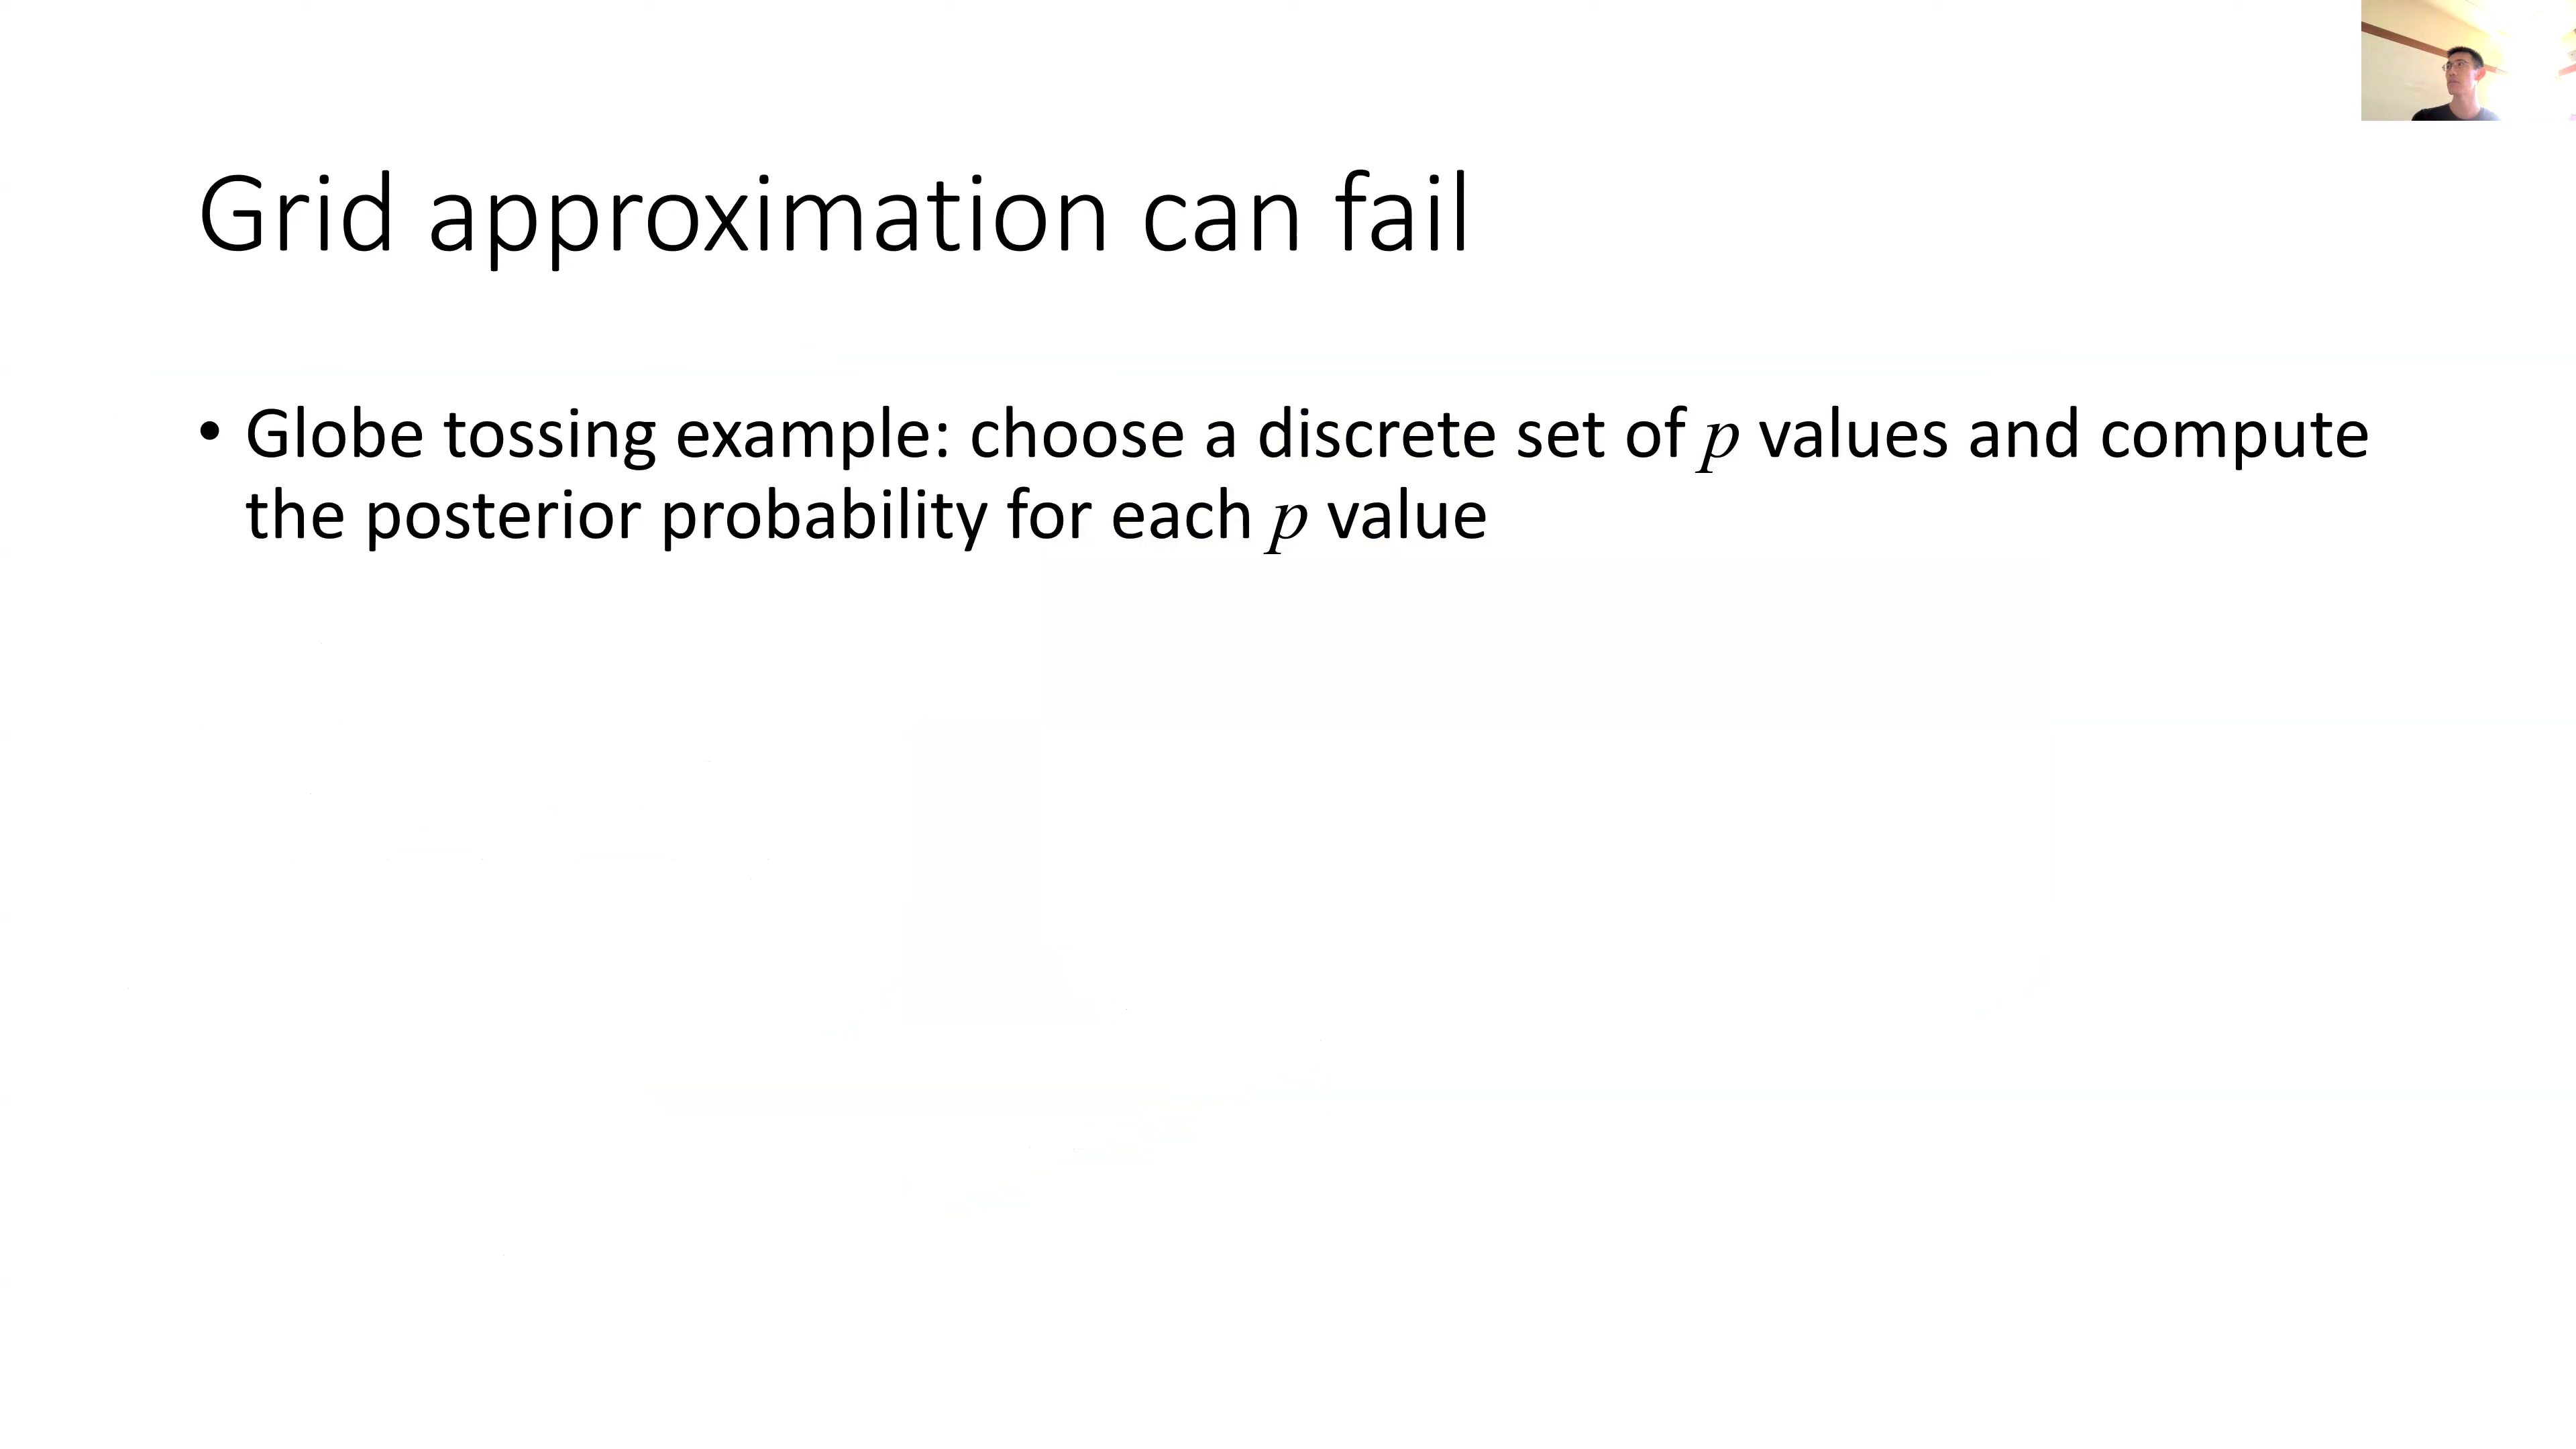 Grid approximation can fail
• Globe tossing example: choose a discrete set of p values and compute
the posterior probability for each p value